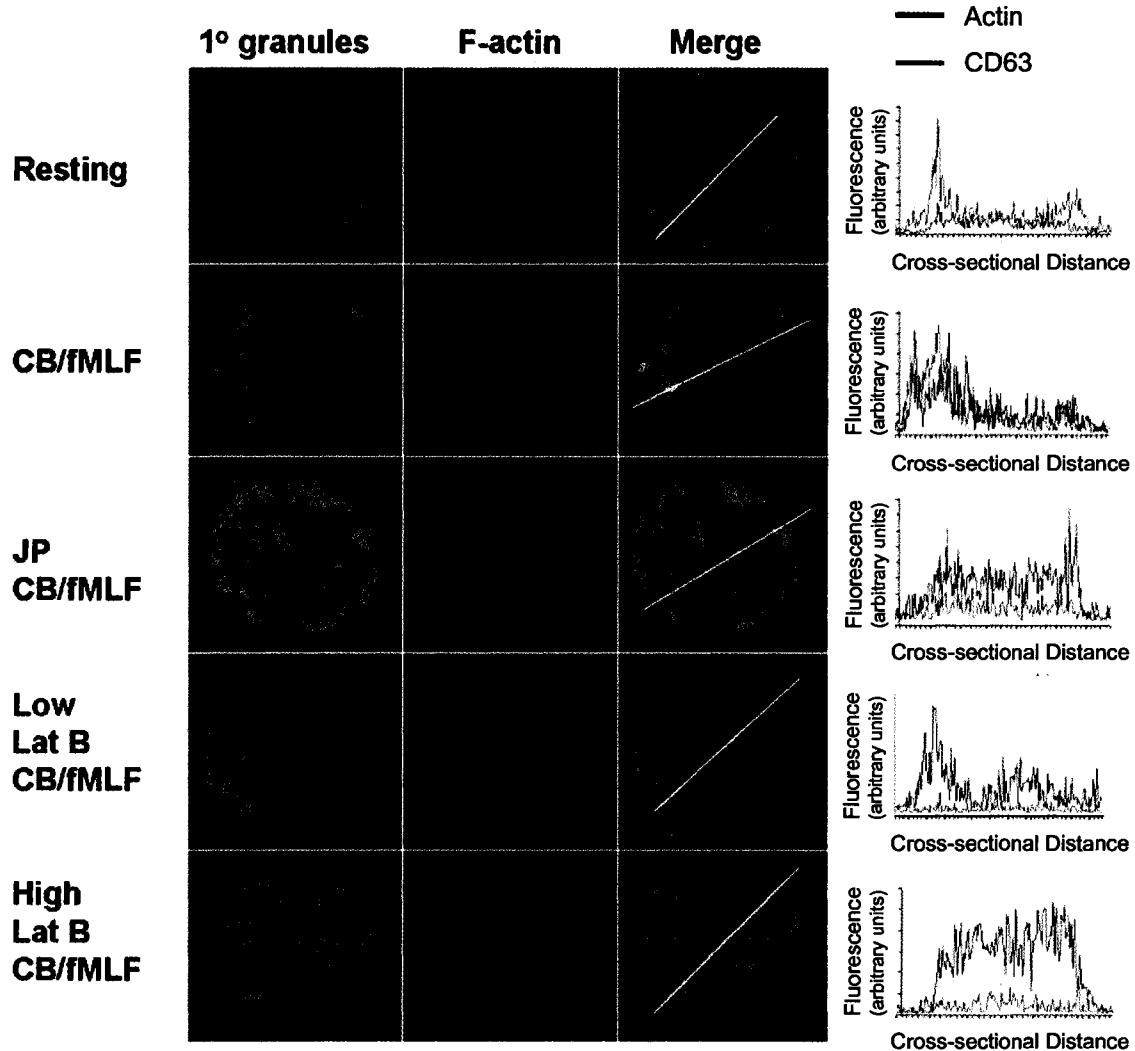 Actin
CD63
1º granules
F-actin
Merge
Resting
Fluorescence
(arbitrary units)
Cross-sectional Distance
CB/fMLF
Fluorescence
(arbitrary units)
Cross-sectional Distance
JP
CB/fMLF
Fluorescence
(arbitrary units)
Cross-sectional Distance
Low
Lat B
CB/fMLF
Fluorescence
(arbitrary units)
Cross-sectional Distance
High
Lat B
CB/fMLF
Fluorescence
(arbitrary units)
Cross-sectional Distance